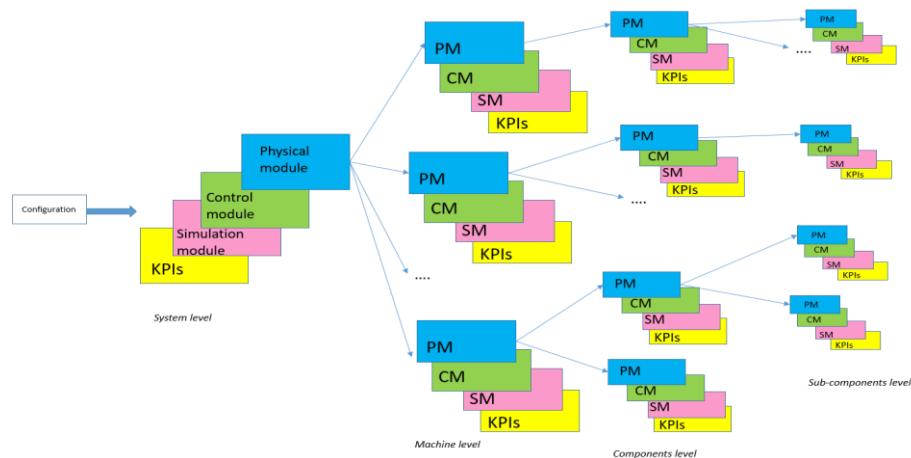 Configuration
Physical
module
Control
module
Simulation
module
KPIs
System level
PM
CM
SM
KPIs
PM
CM
SM
KPIs
....
PM
CM
SM
KPIs
Machine level
PM
CM
SM
KPIs
....
PM
CM
SM
KPIs
....
PM
CM
SM
KPIs
PM
CM
SM
KPIs
Components level
PM
CM
SM
KPIs
PM
CM
SM
KPIs
PM
CM
SM
KPIs
PM
CM
SM
KPIs
Sub-components level